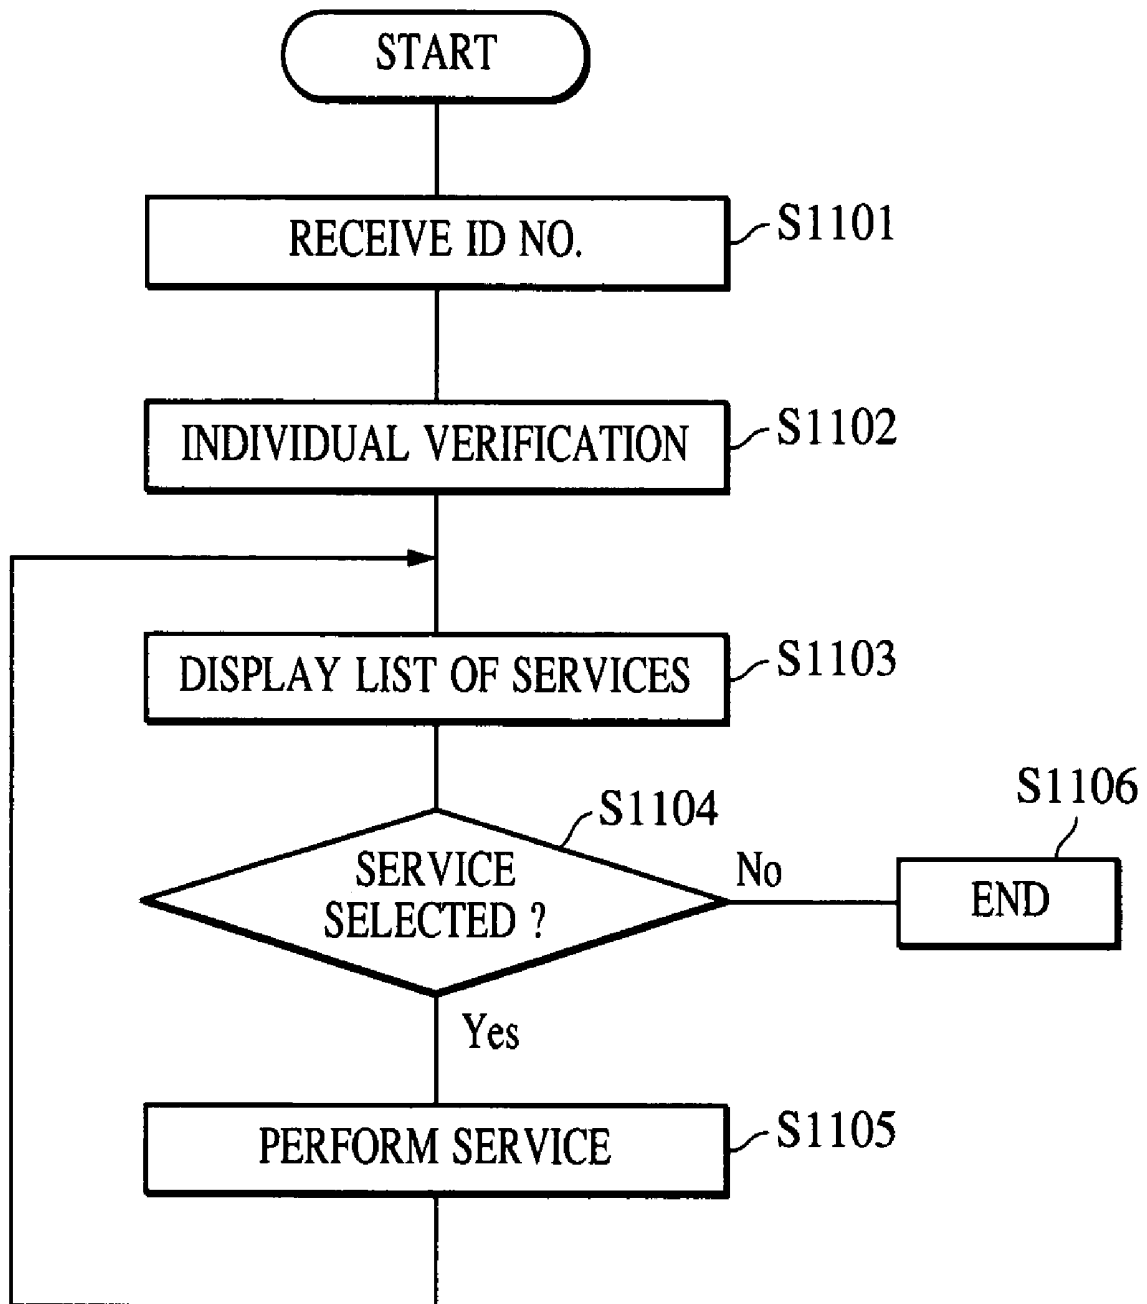 START
RECEIVE ID NO.
S1101
INDIVIDUAL VERIFICATION
S1102
DISPLAY LIST OF SERVICES
S1103
S1104
SERVICE
SELECTED ?
No
S1106
END
Yes
PERFORM SERVICE
S1105